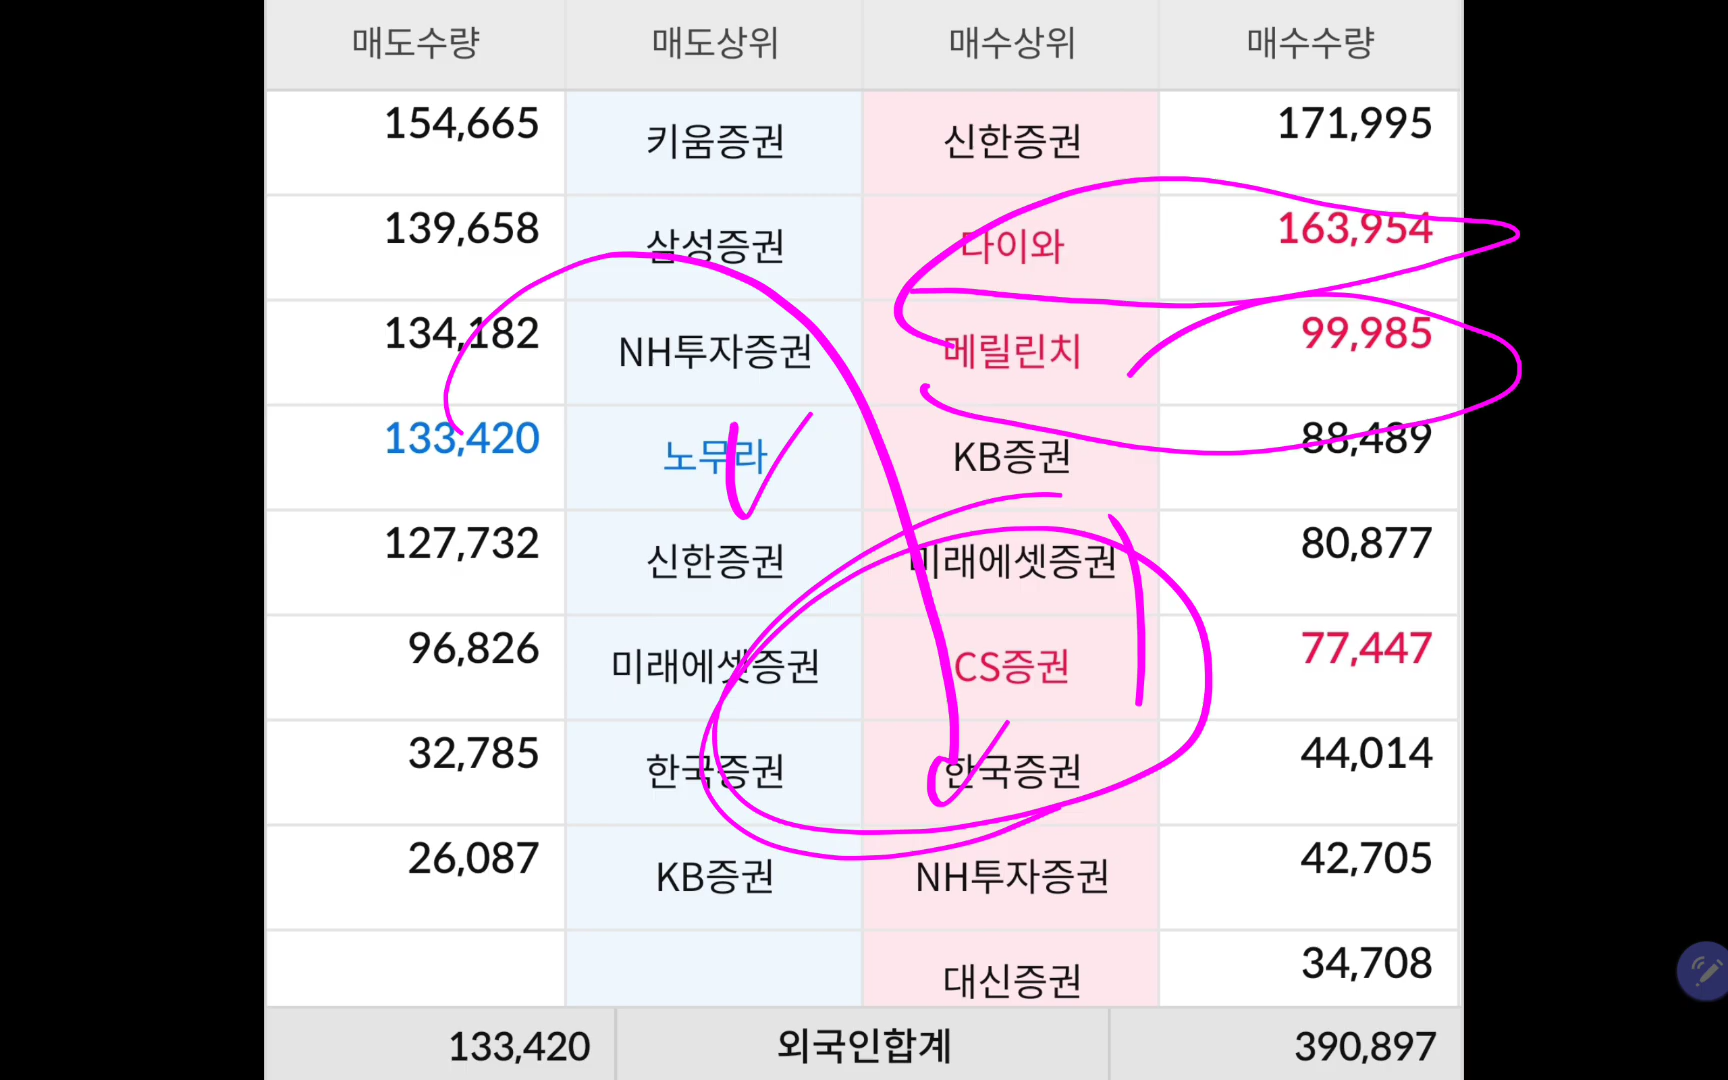 매도수량 매도상위 매수상위 매수수량
154,665 키움증권 신한증권 171,995
139,658 삼성증권 다이와 163,954
134,182 NH투자증권 메릴린치 99,985
133,420 노무라 KB증권 88,489
127,732 신한증권 미래에셋증권 80,877
96,826 미래에셋증권 CS증권 77,447
32,785 한국증권 한국증권 44,014
26,087 KB증권 NH투자증권 42,705
대신증권 34,708
133,420 외국인합계 390,897